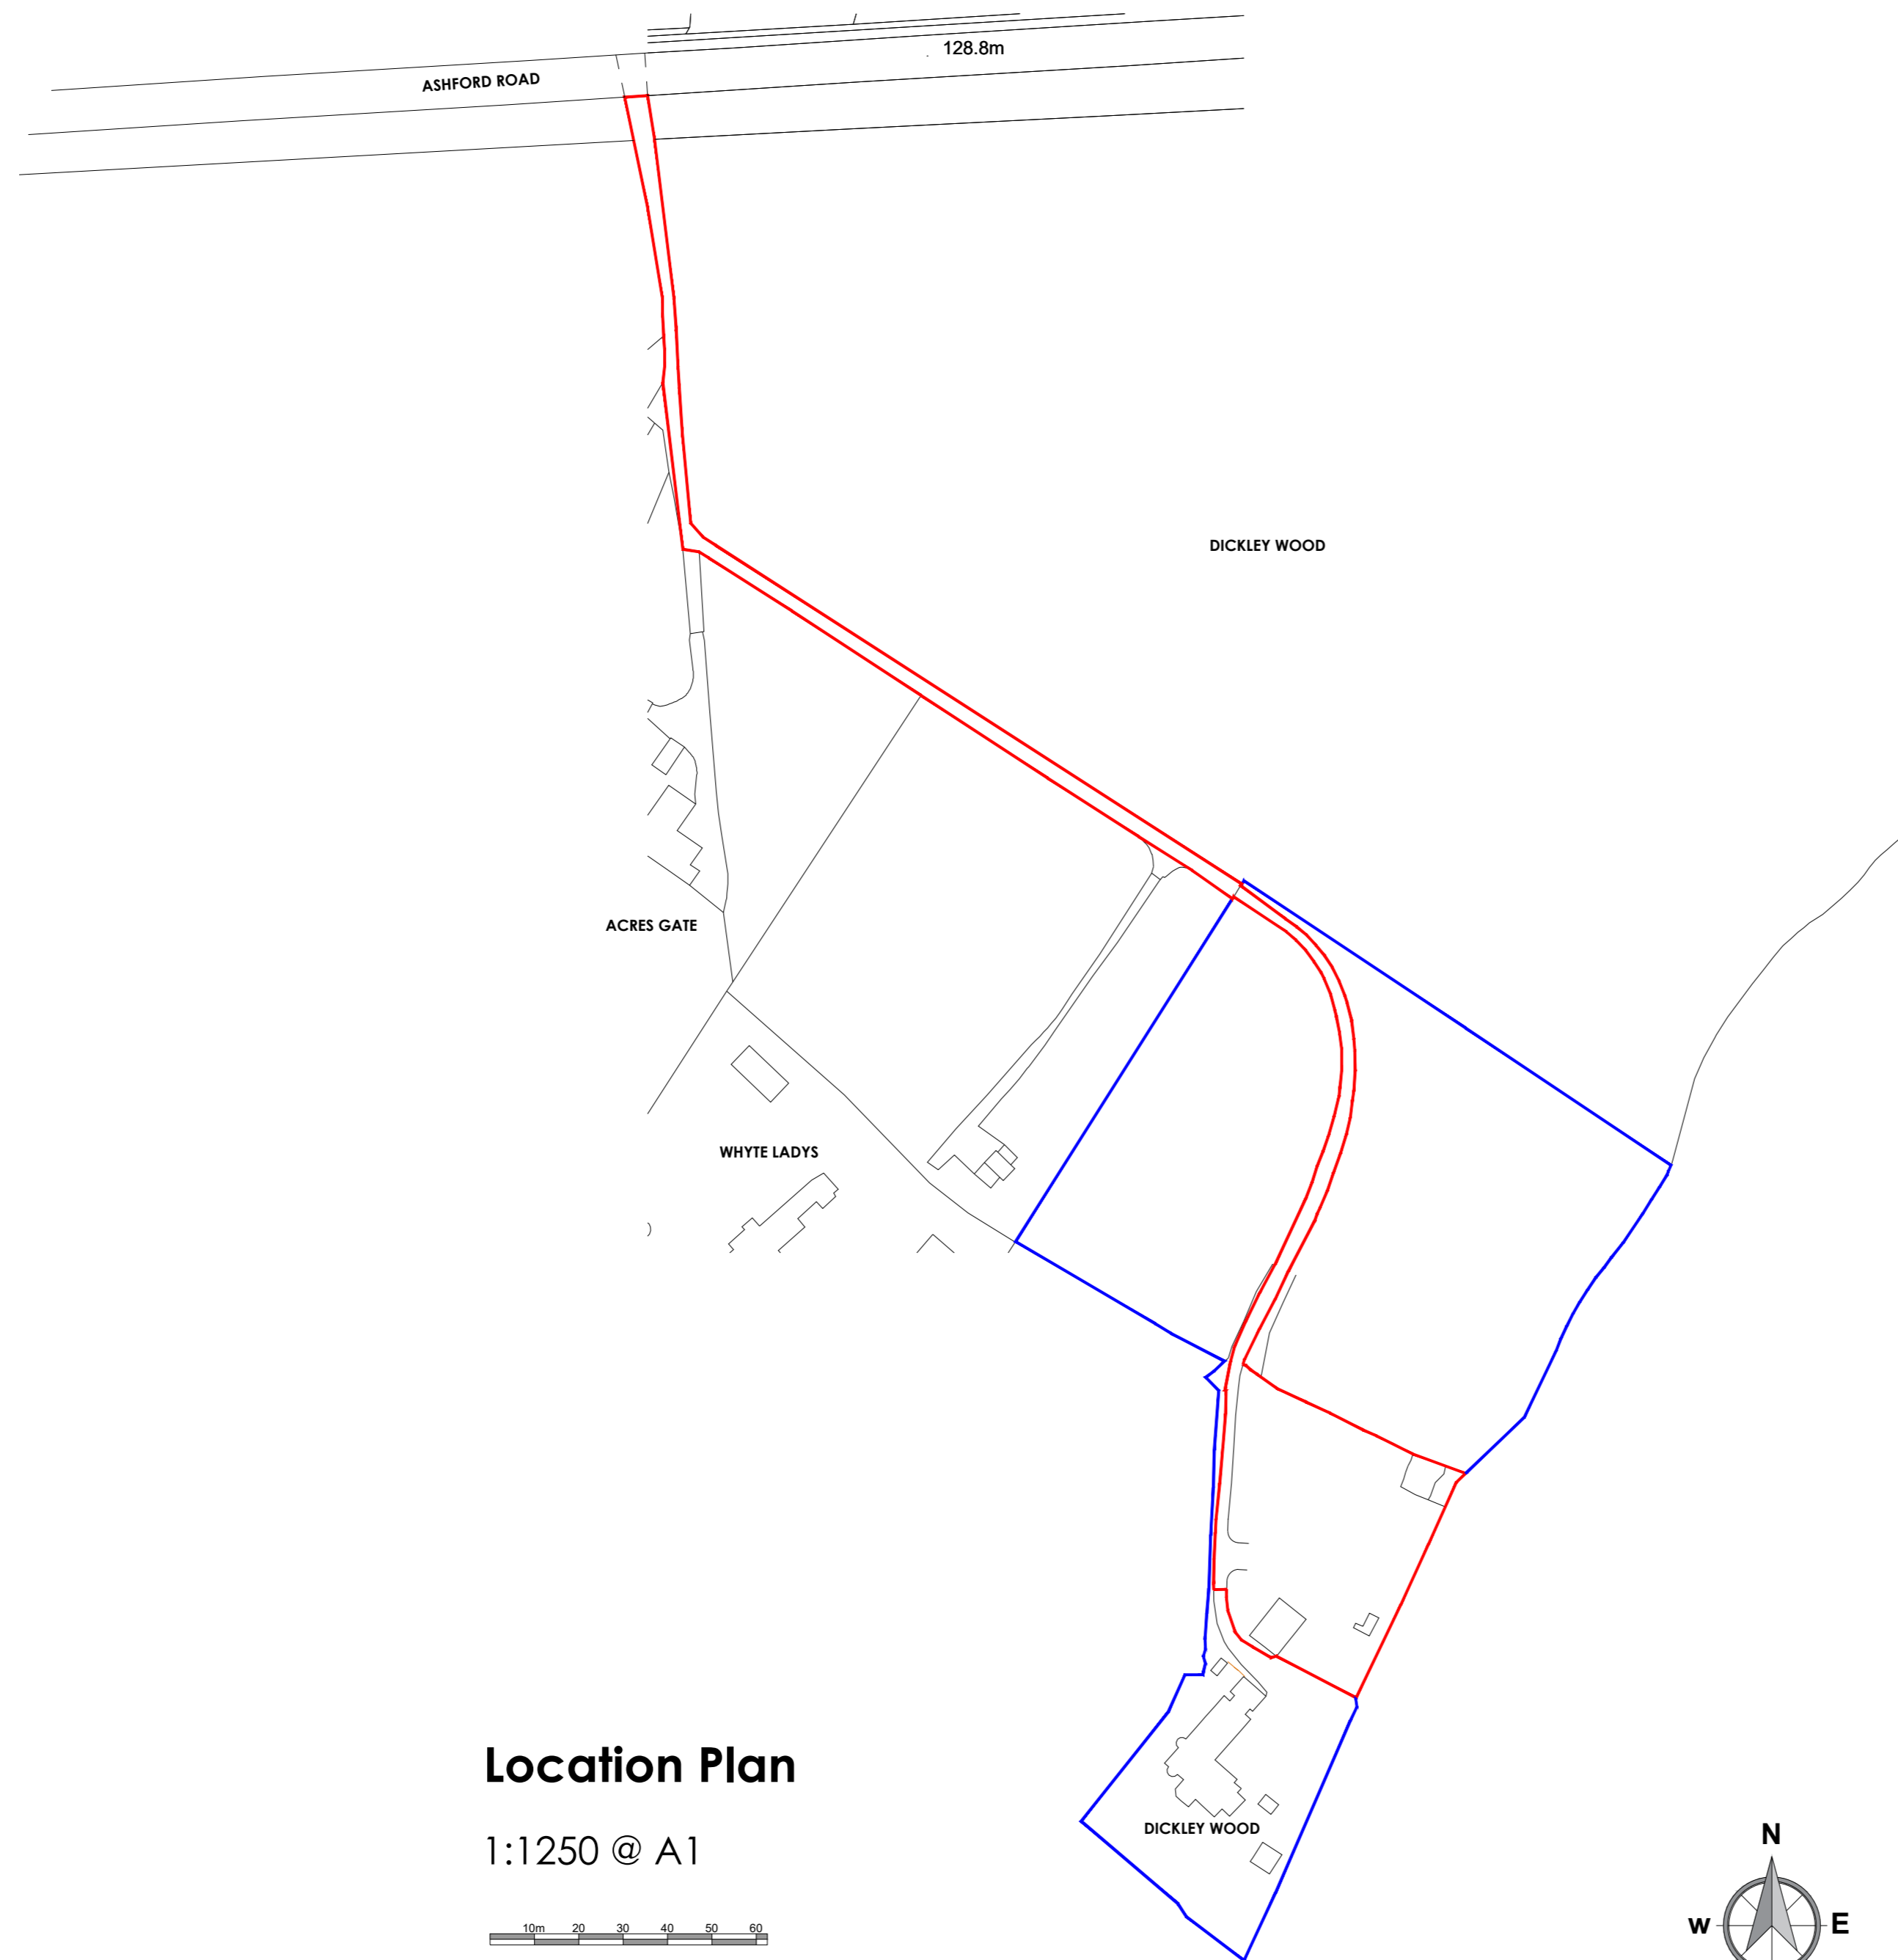 128.8m
ASHFORD ROAD
DICKLEY WOOD
ACRES GATE
WHYTE LADYS
Location Plan
1:1250 @ A1
DICKLEY WOOD
10m 20 30 40 50 60
N
W E